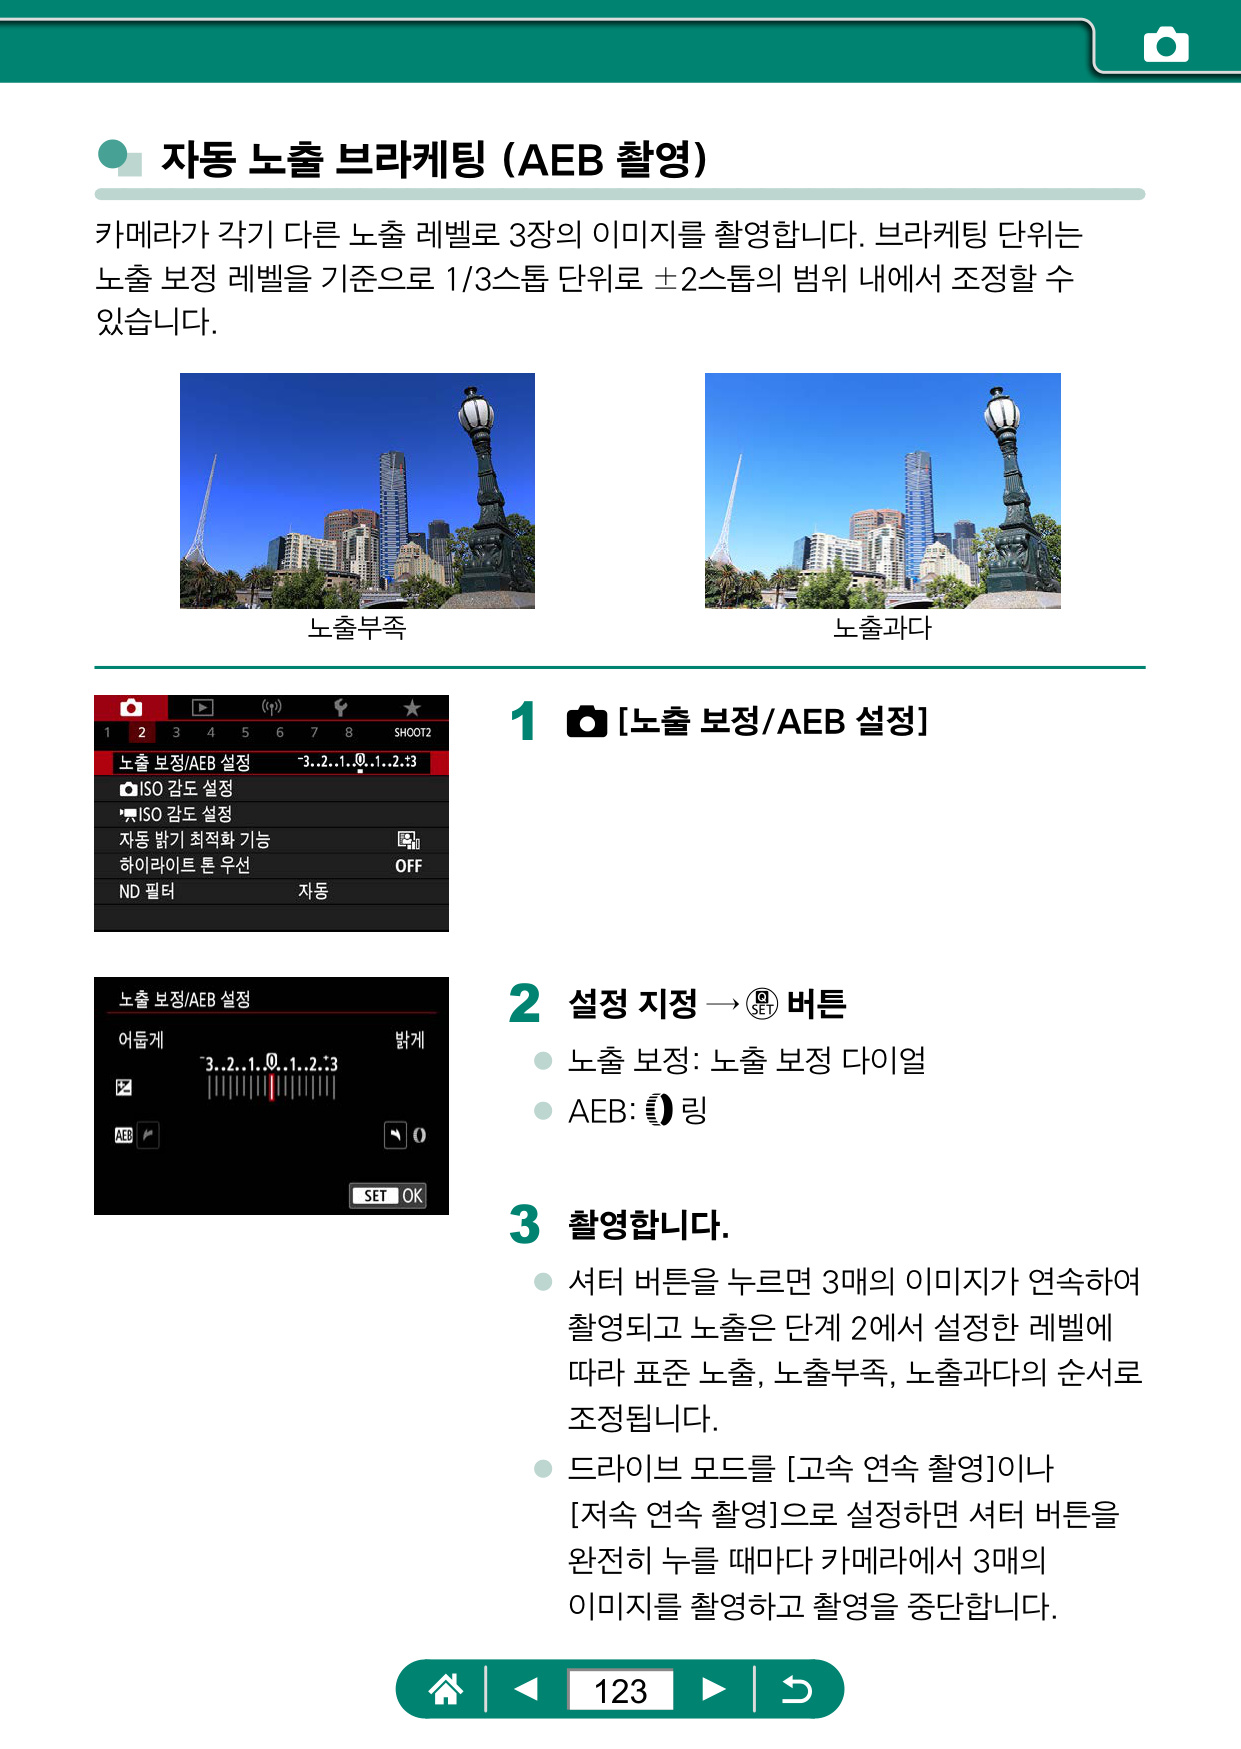 자동 노출 브라케팅 (AEB 촬영)
카메라가 각기 다른 노출 레벨로 3장의 이미지를 촬영합니다. 브라케팅 단위는
노출 보정 레벨을 기준으로 1/3스톱 단위로 ±2스톱의 범위 내에서 조정할 수
있습니다.
노출부족
노출과다
1 2 3 4 5 6 7 8 SHOOT2
노출 보정/AEB 설정 -3..2..1..0..1..2.+3
ISO 감도 설정
ISO 감도 설정
자동 밝기 최적화 기능
하이라이트 톤 우선 OFF
ND 필터 자동
1 [노출 보정/AEB 설정]
노출 보정/AEB 설정
어둡게 밝게
-3..2..1..0..1..2.+3
AEB
SET OK
2 설정 지정 → Q SET 버튼
노출 보정: 노출 보정 다이얼
AEB: 링
3 촬영합니다.
셔터 버튼을 누르면 3매의 이미지가 연속하여
촬영되고 노출은 단계 2에서 설정한 레벨에
따라 표준 노출, 노출부족, 노출과다의 순서로
조정됩니다.
드라이브 모드를 [고속 연속 촬영]이나
[저속 연속 촬영]으로 설정하면 셔터 버튼을
완전히 누를 때마다 카메라에서 3매의
이미지를 촬영하고 촬영을 중단합니다.
123